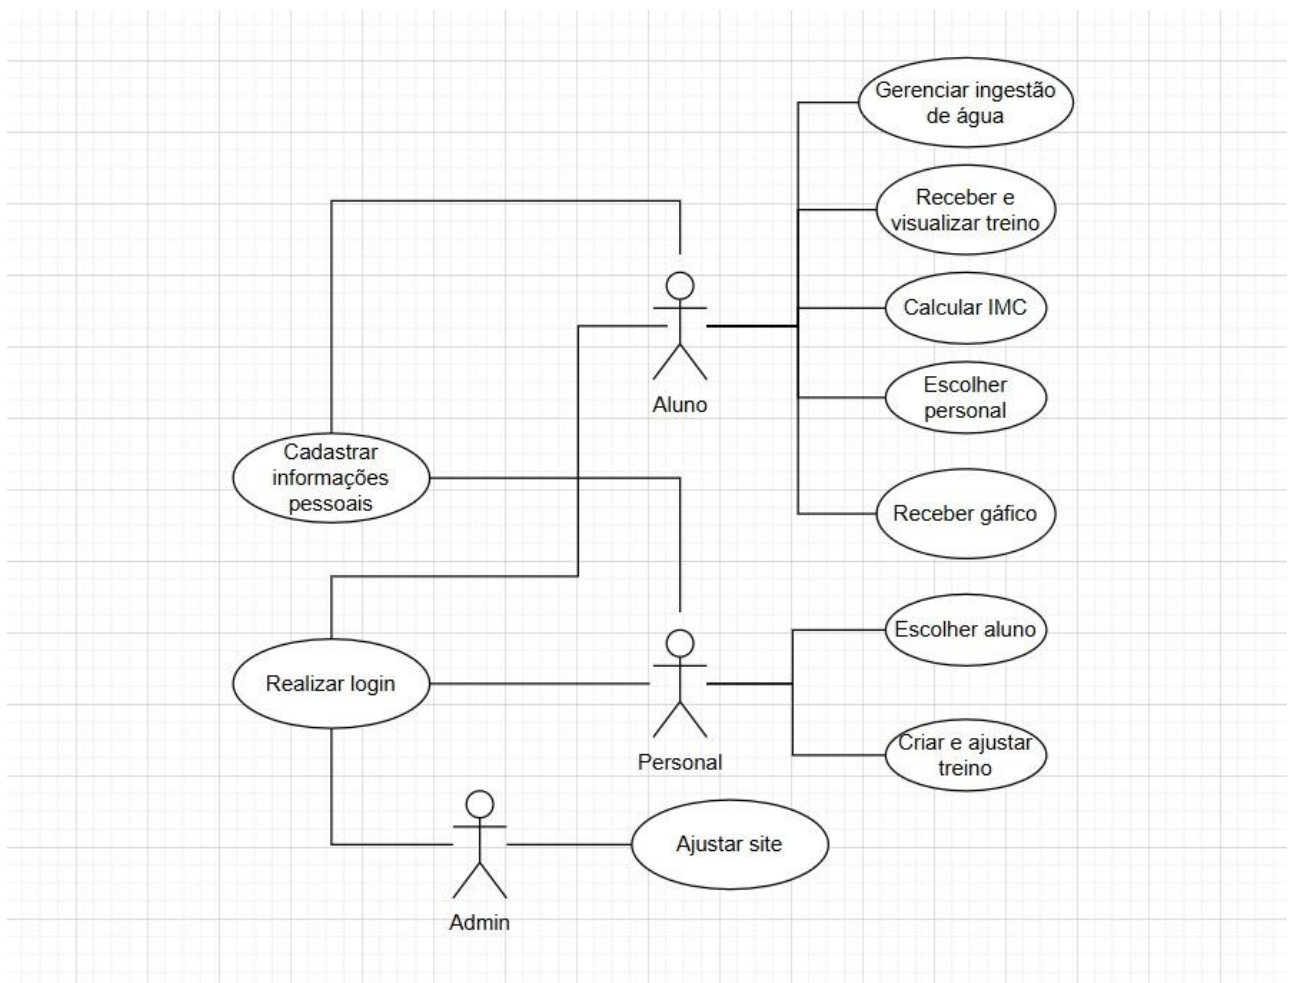 Gerenciar ingestão
de água
Receber e
visualizar treino
Calcular IMC
Escolher
personal
Aluno
Cadastrar
informações
pessoais
Receber gáfico
Escolher aluno
Realizar login
Personal
Criar e ajustar
treino
Ajustar site
Admin